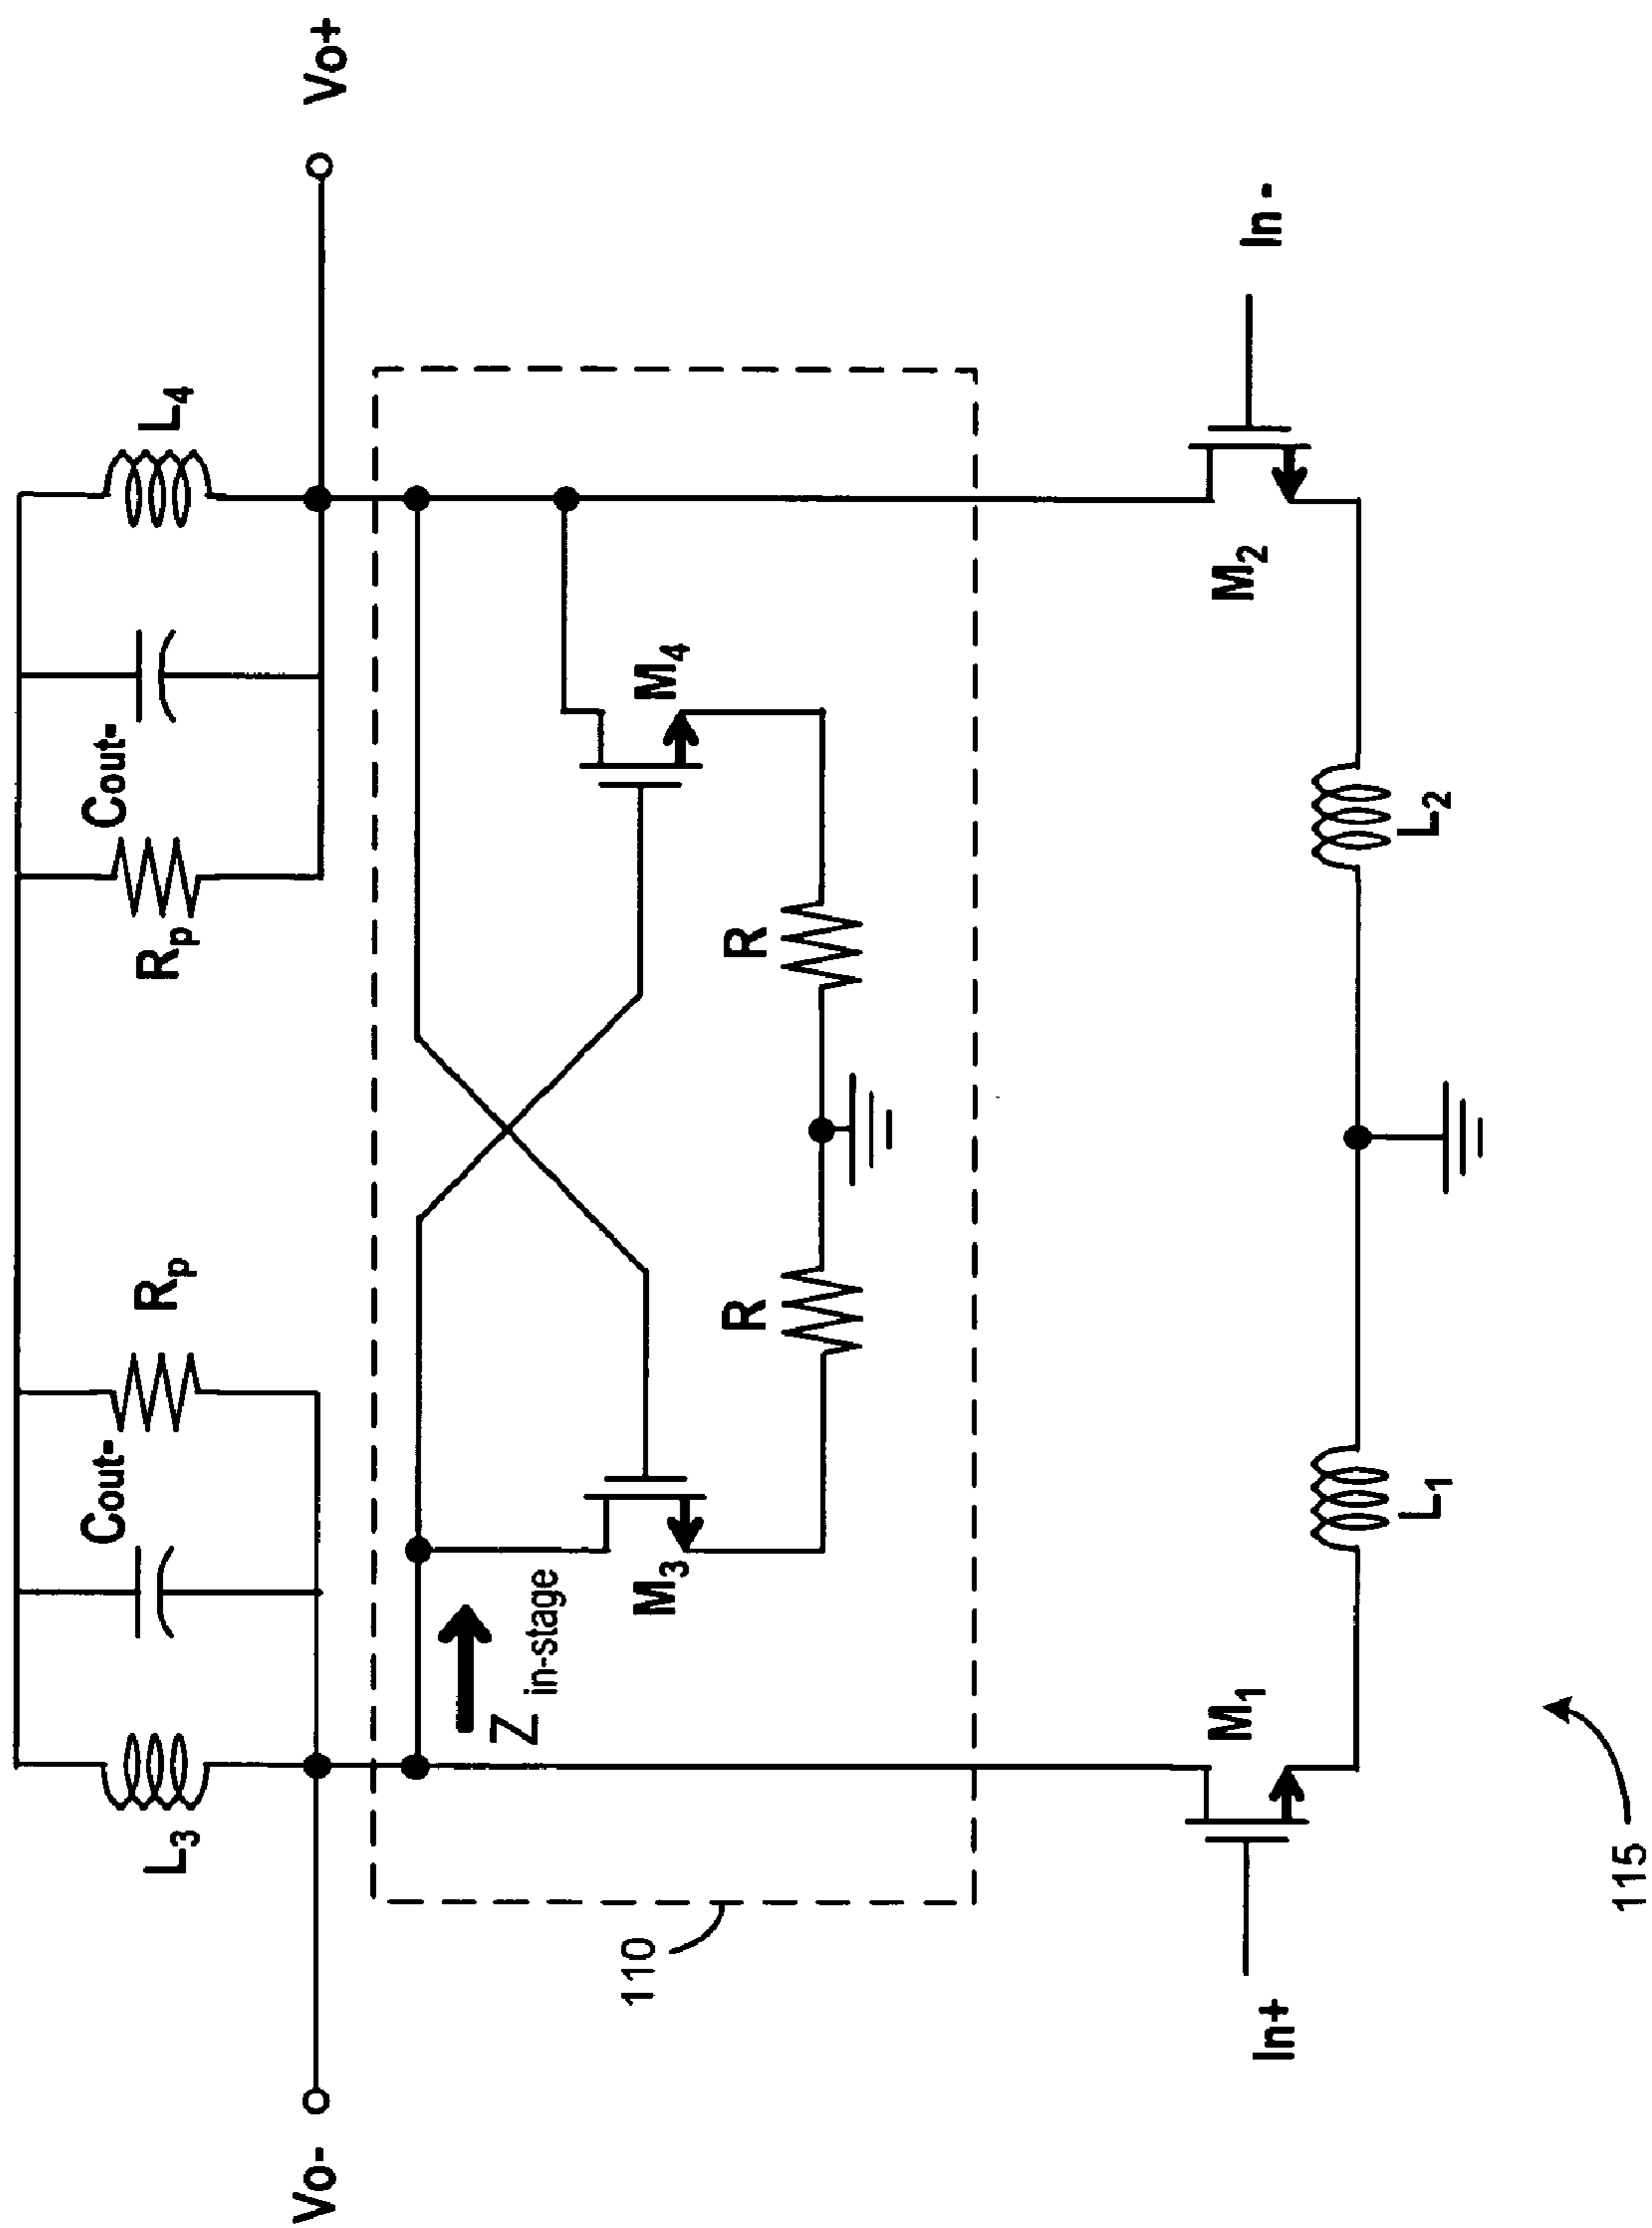 L3
Cout-
Rp
Rp
Cout-
L4
Vo-
Vo+
Z in-stage
M3
M4
R
R
110
In+
M1
M2
In -
L1
L2
115